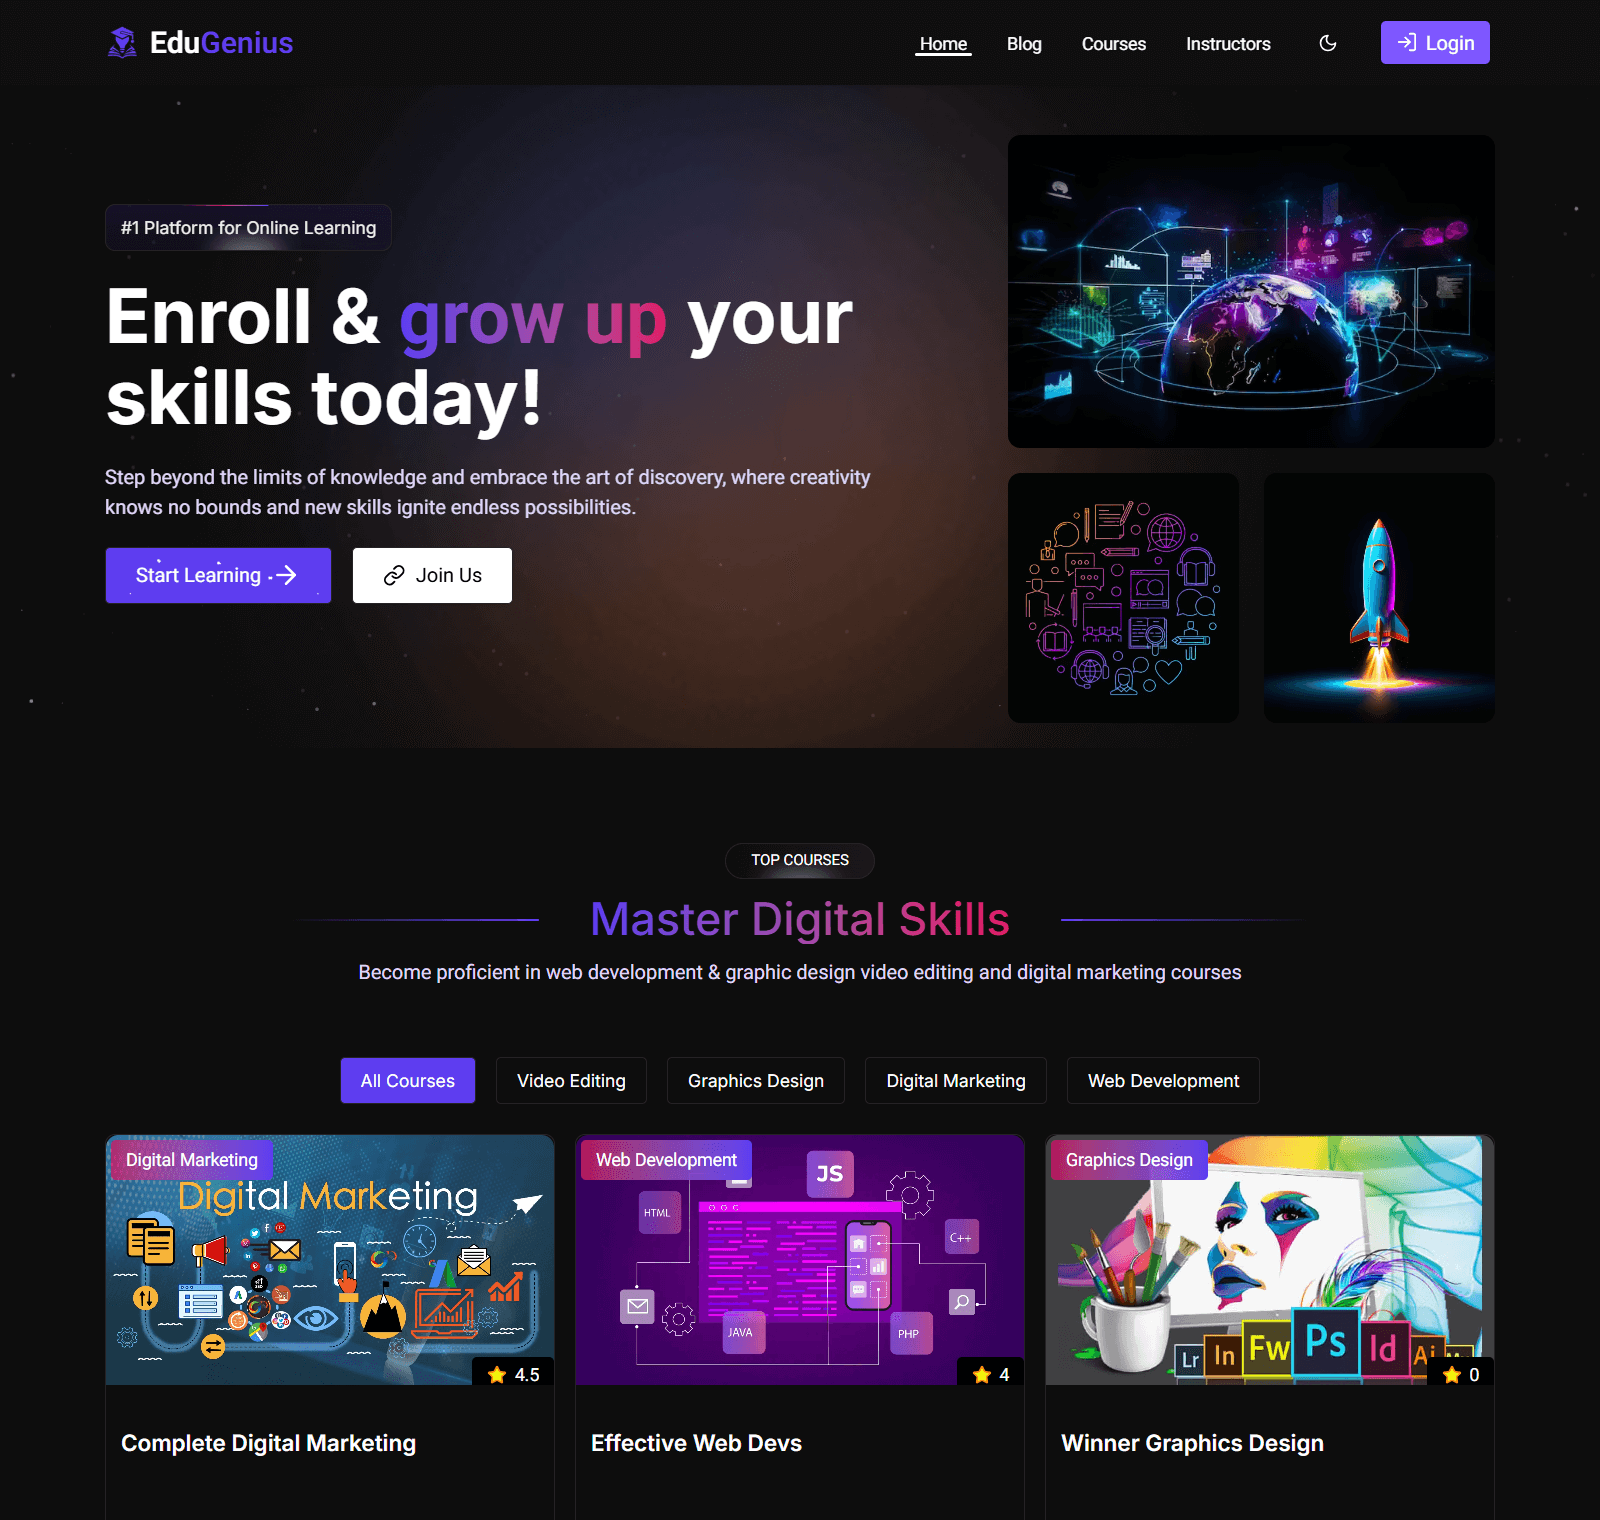 EduGenius
Home
Blog
Courses
Instructors
Login
#1 Platform for Online Learning
Enroll & grow up your
skills today!
Step beyond the limits of knowledge and embrace the art of discovery, where creativity
knows no bounds and new skills ignite endless possibilities.
Start Learning
Join Us
TOP COURSES
Master Digital Skills
Become proficient in web development & graphic design video editing and digital marketing courses
All Courses
Video Editing
Graphics Design
Digital Marketing
Web Development
Digital Marketing
Digital Marketing
4.5
Complete Digital Marketing
Web Development
JS
HTML
C++
JAVA
PHP
4
Effective Web Devs
Graphics Design
Lr
In
Fw
Ps
Id
Ai
0
Winner Graphics Design